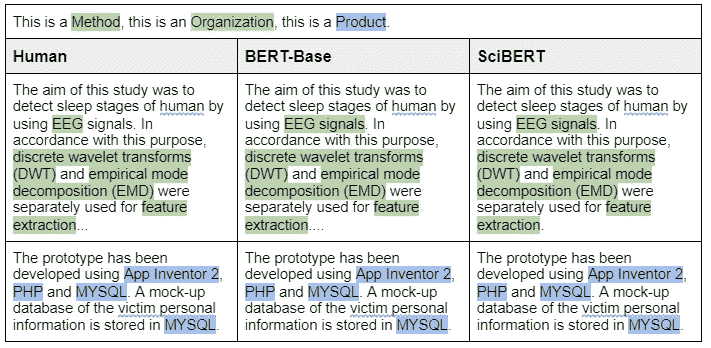 This is a Method, this is an Organization, this is a Product.
Human
BERT-Base
SciBERT
The aim of this study was to
detect sleep stages of human by
using EEG signals. In
accordance with this purpose,
discrete wavelet transforms
(DWT) and empirical mode
decomposition (EMD) were
separately used for feature
extraction...
The aim of this study was to
detect sleep stages of human by
using EEG signals. In
accordance with this purpose,
discrete wavelet transforms
(DWT) and empirical mode
decomposition (EMD) were
separately used for feature
extraction....
The aim of this study was to
detect sleep stages of human by
using EEG signals. In
accordance with this purpose,
discrete wavelet transforms
(DWT) and empirical mode
decomposition (EMD) were
separately used for feature
extraction.
The prototype has been
developed using App Inventor 2,
PHP and MYSQL. A mock-up
database of the victim personal
information is stored in MYSQL.
The prototype has been
developed using App Inventor 2,
PHP and MYSQL. A mock-up
database of the victim personal
information is stored in MYSQL.
The prototype has been
developed using App Inventor 2,
PHP and MYSQL. A mock-up
database of the victim personal
information is stored in MYSQL.